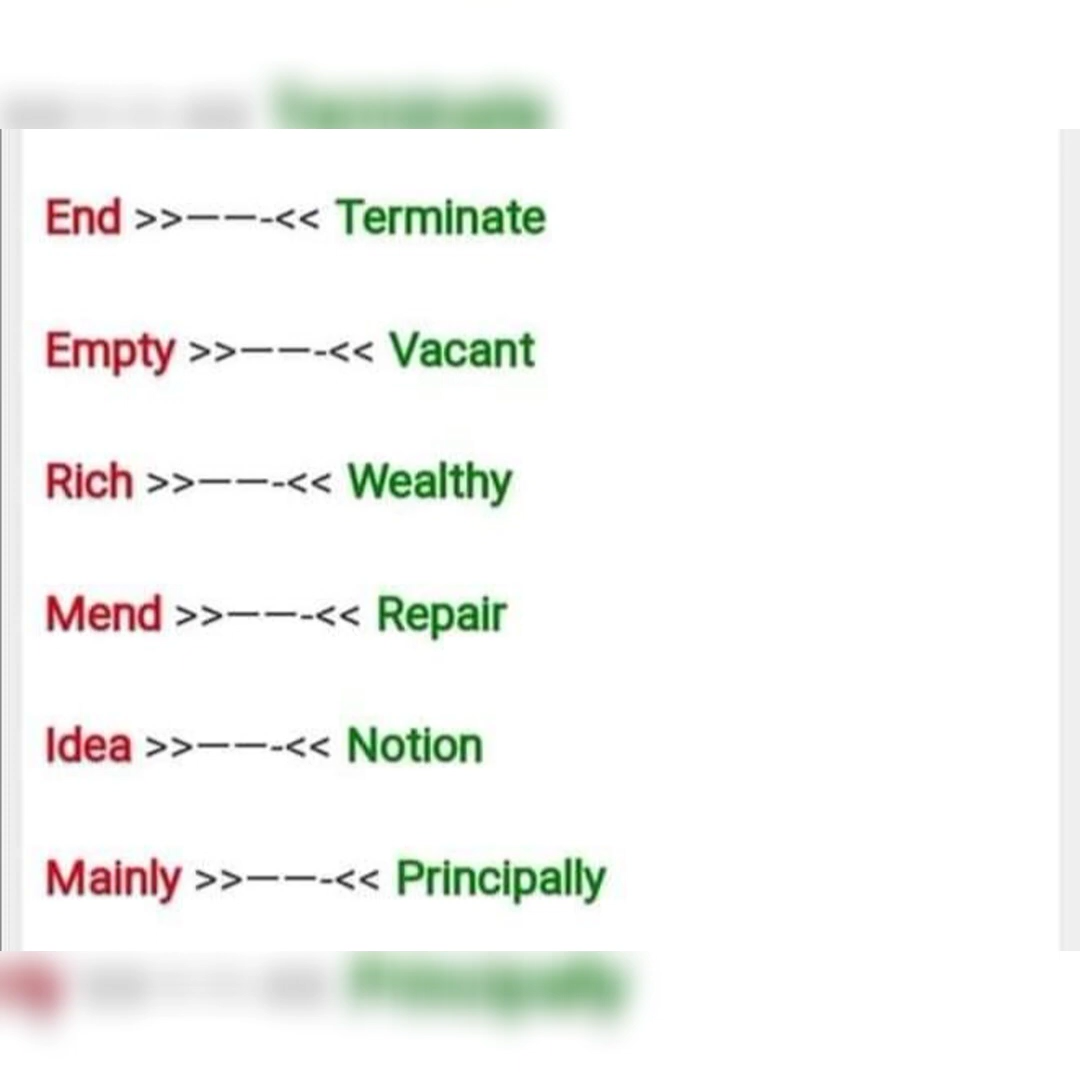 End >>——-<< Terminate
Empty >>——-<< Vacant
Rich >>——-<< Wealthy
Mend >>——-<< Repair
Idea >>——-<< Notion
Mainly >>——-<< Principally